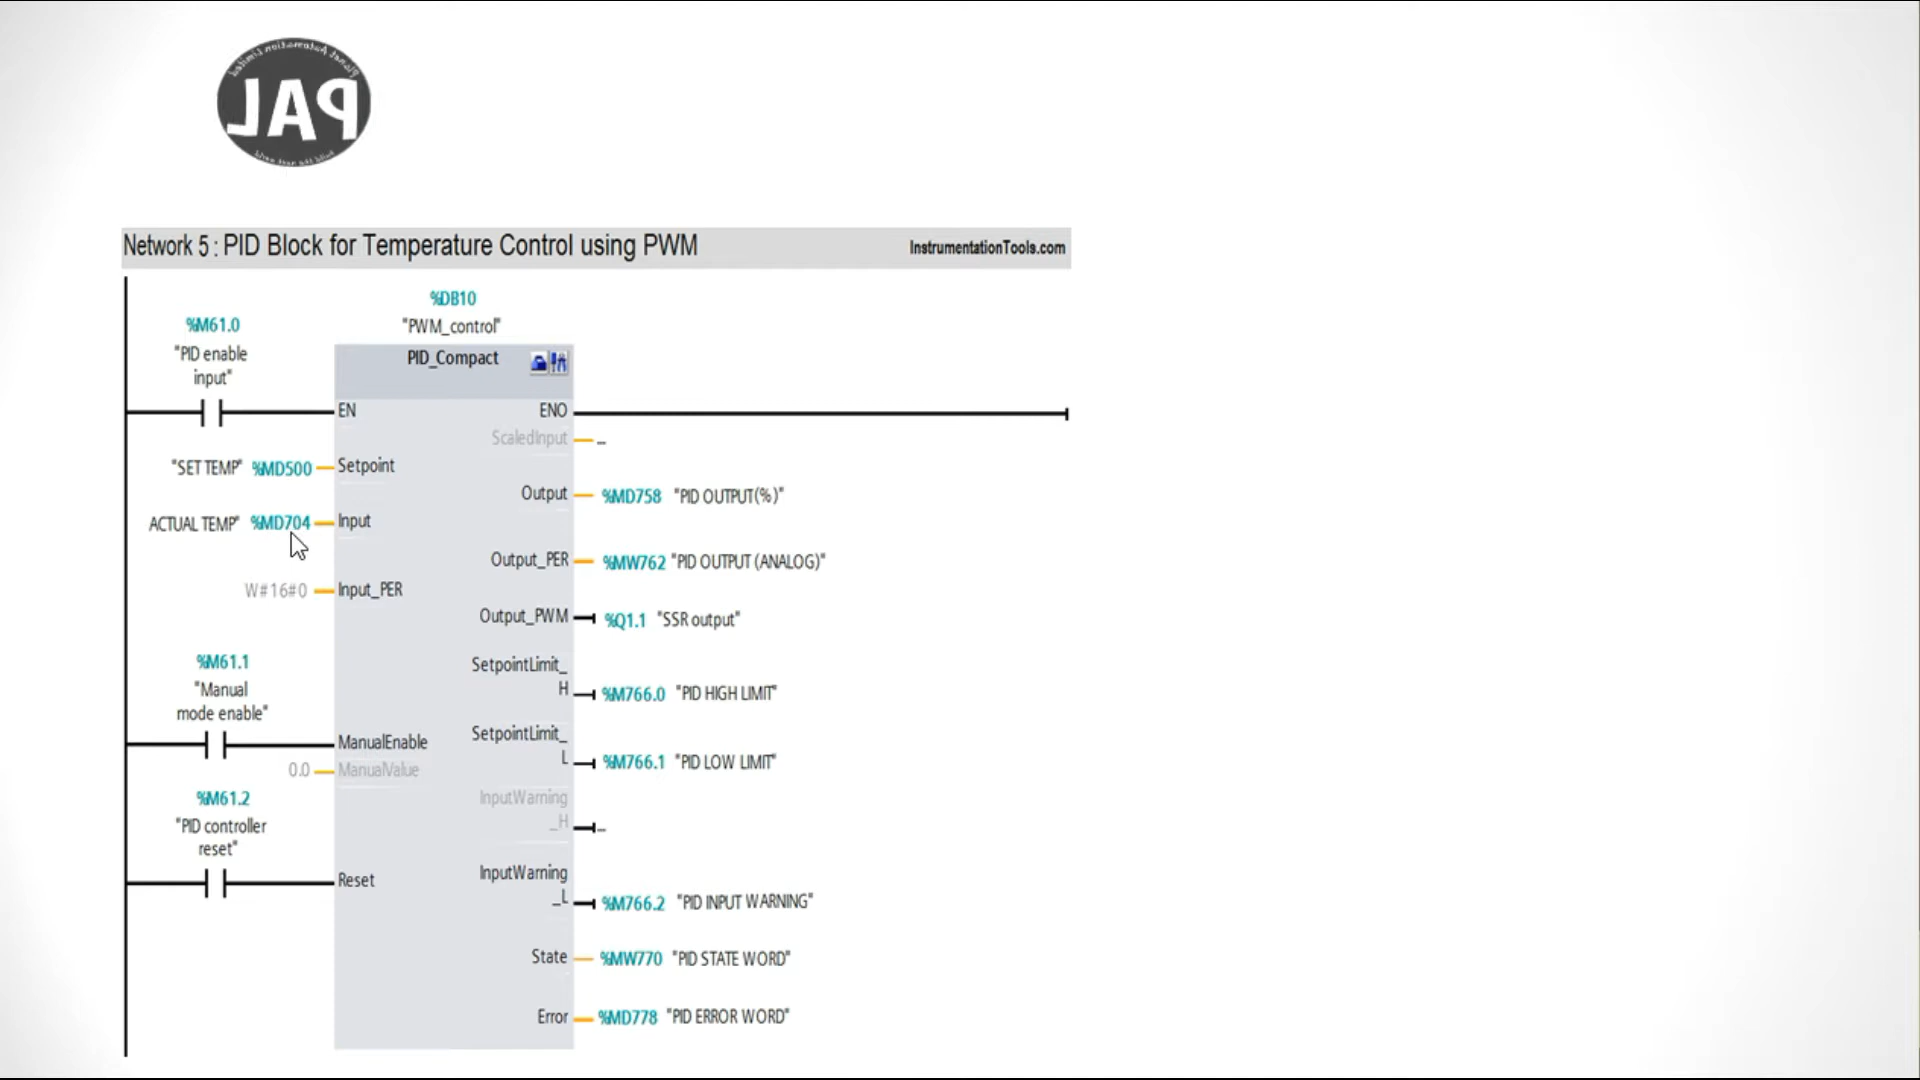 PAL
Network 5 : PID Block for Temperature Control using PWM
InstrumentationTools.com
%DB10
"PWM_control"
%M61.0
"PID enable
input"
PID_Compact
EN
ENO
ScaledInput
"SET TEMP" %MD500
Setpoint
Output
%MD758 "PID OUTPUT(%)"
ACTUAL TEMP" %MD704
Input
Output_PER
%MW762 "PID OUTPUT (ANALOG)"
W#16#0
Input_PER
Output_PWM
%Q1.1 "SSR output"
%M61.1
"Manual
mode enable"
SetpointLimit_
H
%M766.0 "PID HIGH LIMIT"
ManualEnable
SetpointLimit_
L
%M766.1 "PID LOW LIMIT"
0.0
ManualValue
%M61.2
"PID controller
reset"
InputWarning
_H
Reset
InputWarning
_L
%M766.2 "PID INPUT WARNING"
State
%MW770 "PID STATE WORD"
Error
%MD778 "PID ERROR WORD"